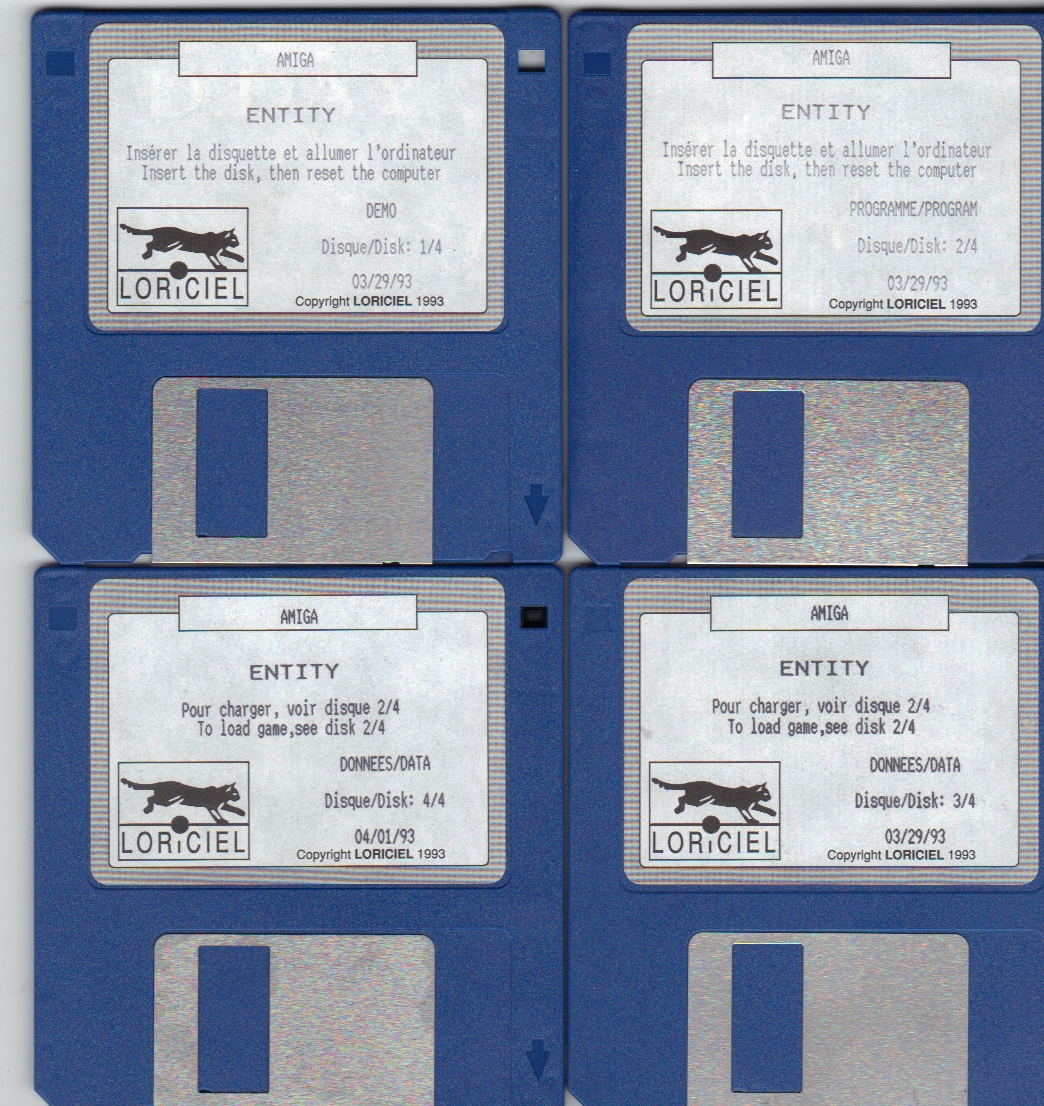 AMIGA
ENTITY
Insérer la disquette et allumer l'ordinateur
Insert the disk, then reset the computer
DEMO
Disque/Disk: 1/4
03/29/93
LORiCIEL
Copyright LORICIEL 1993
AMIGA
ENTITY
Insérer la disquette et allumer l'ordinateur
Insert the disk, then reset the computer
PROGRAMME/PROGRAM
Disque/Disk: 2/4
03/29/93
LORiCIEL
Copyright LORICIEL 1993
AMIGA
ENTITY
Pour charger, voir disque 2/4
To load game,see disk 2/4
DONNEES/DATA
Disque/Disk: 4/4
04/01/93
LORiCIEL
Copyright LORICIEL 1993
AMIGA
ENTITY
Pour charger, voir disque 2/4
To load game,see disk 2/4
DONNEES/DATA
Disque/Disk: 3/4
03/29/93
LORiCIEL
Copyright LORICIEL 1993